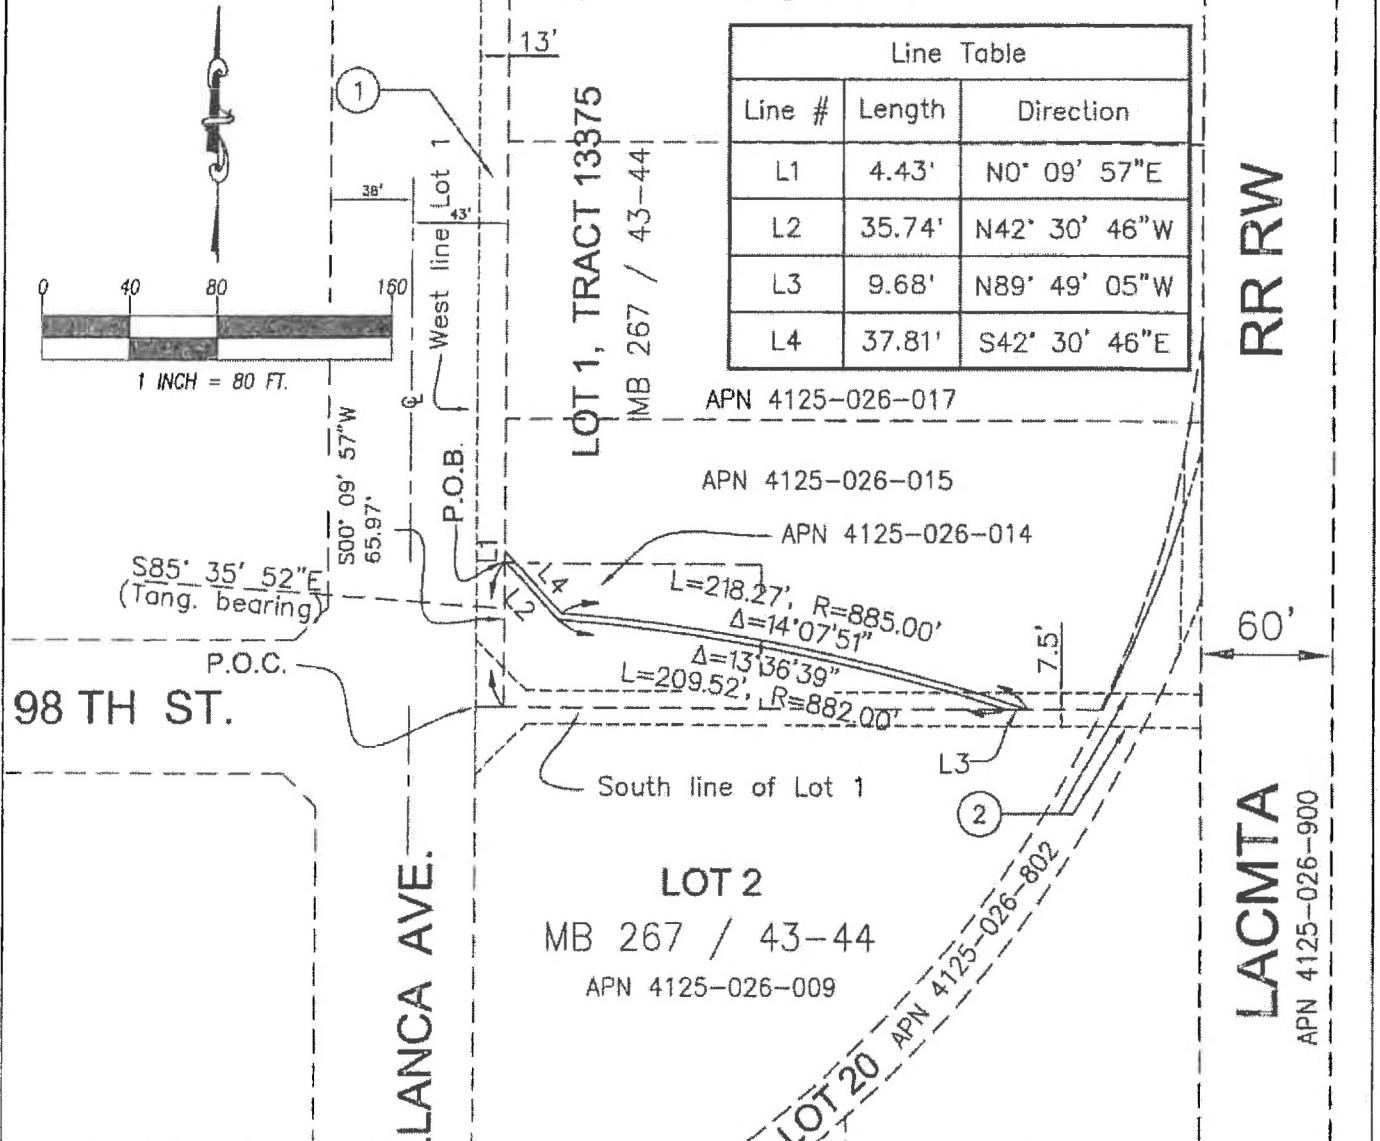 13'
1
Line Table
Line # Length Direction
L1 4.43' N0° 09' 57"E
L2 35.74' N42° 30' 46"W
L3 9.68' N89° 49' 05"W
L4 37.81' S42° 30' 46"E
38'
43'
West line Lot 1
LOT 1, TRACT 13375
MB 267 / 43-44
RR RW
0 40 80 160
1 INCH = 80 FT.
APN 4125-026-017
APN 4125-026-015
APN 4125-026-014
S00° 09' 57"W
65.97'
P.O.B.
L1
L4
L2
S85° 35' 52"E
(Tang. bearing)
L=218.27', R=885.00'
Δ=14°07'51"
Δ=13°36'39"
L=209.52', R=882.00'
7.5'
60'
P.O.C.
98 TH ST.
L3
South line of Lot 1
2
LOT 2
MB 267 / 43-44
APN 4125-026-009
LLANCA AVE.
LOT 20 APN 4125-026-802
LACMTA
APN 4125-026-900